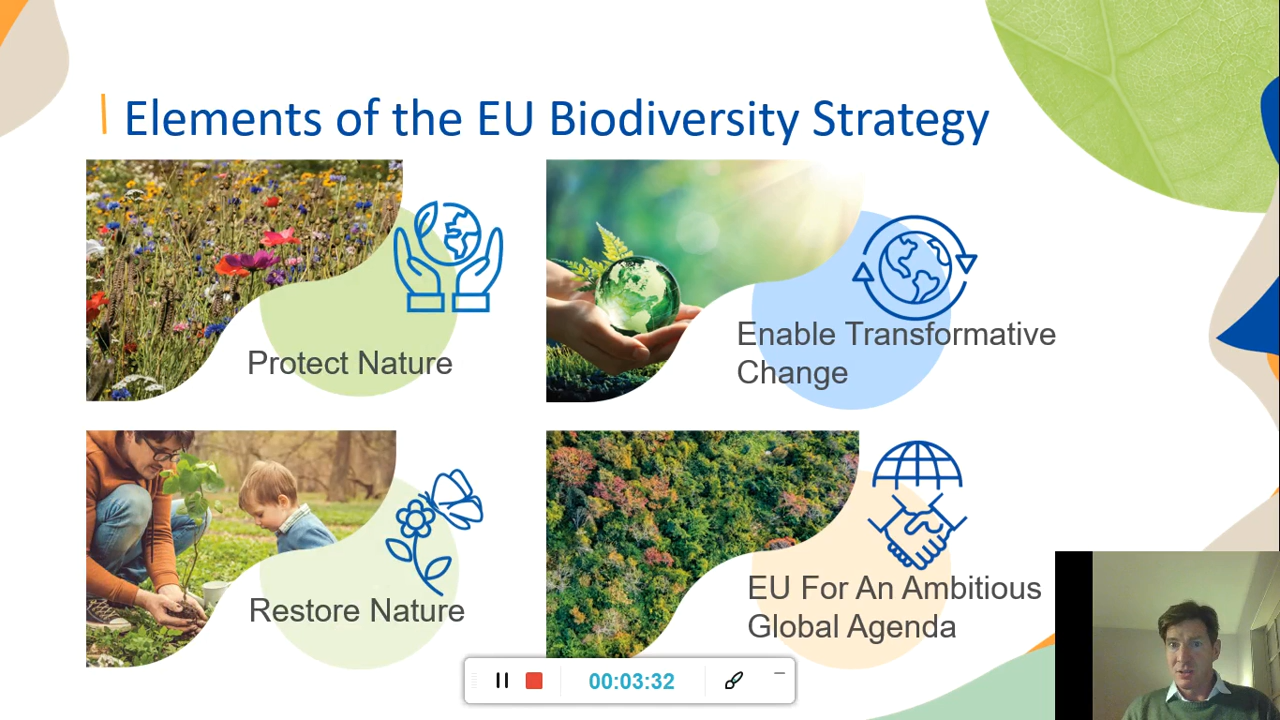 Elements of the EU Biodiversity Strategy
Protect Nature
Enable Transformative
Change
Restore Nature
EU For An Ambitious
Global Agenda
00:03:32